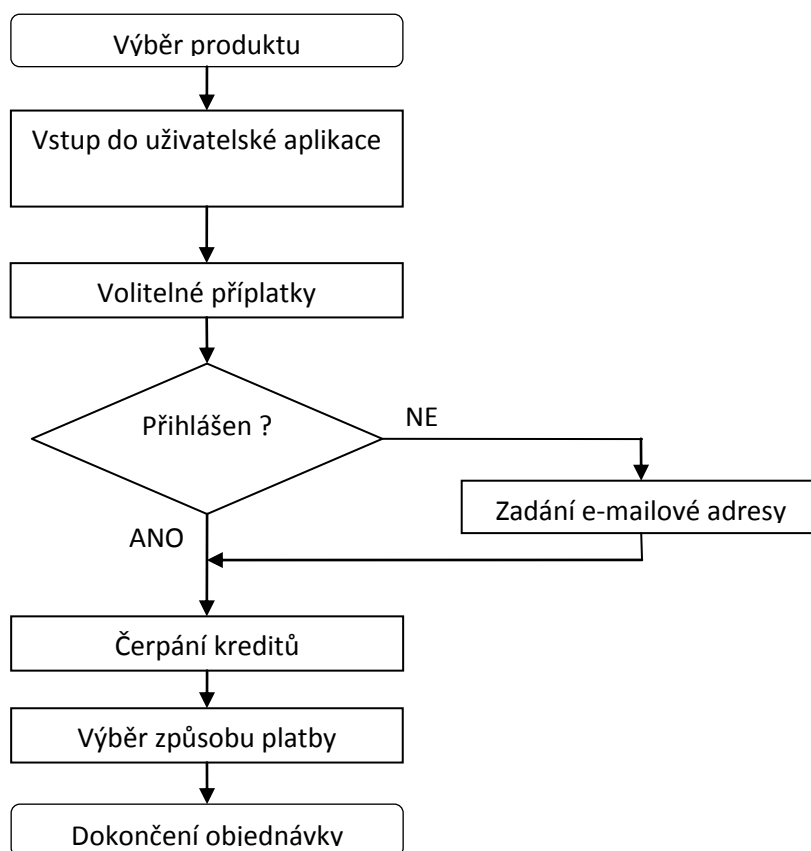 Výběr produktu
Vstup do uživatelské aplikace
Volitelné příplatky
Přihlášen ?
NE
Zadání e-mailové adresy
ANO
Čerpání kreditů
Výběr způsobu platby
Dokončení objednávky